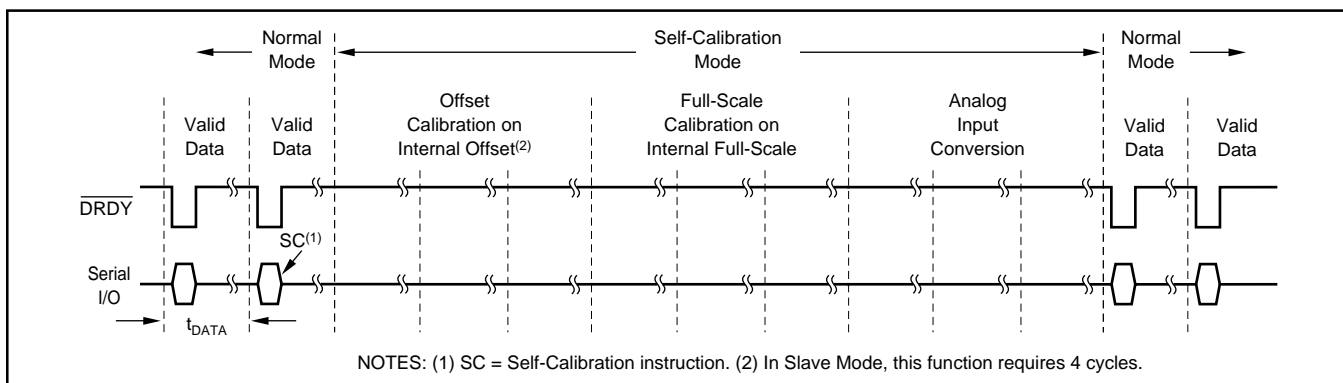 Normal
Mode
Self-Calibration
Mode
Normal
Mode
Valid
Data
Valid
Data
Offset
Calibration on
Internal Offset(2)
Full-Scale
Calibration on
Internal Full-Scale
Analog
Input
Conversion
Valid
Data
Valid
Data
DRDY
SC(1)
Serial
I/O
tDATA
NOTES: (1) SC = Self-Calibration instruction. (2) In Slave Mode, this function requires 4 cycles.